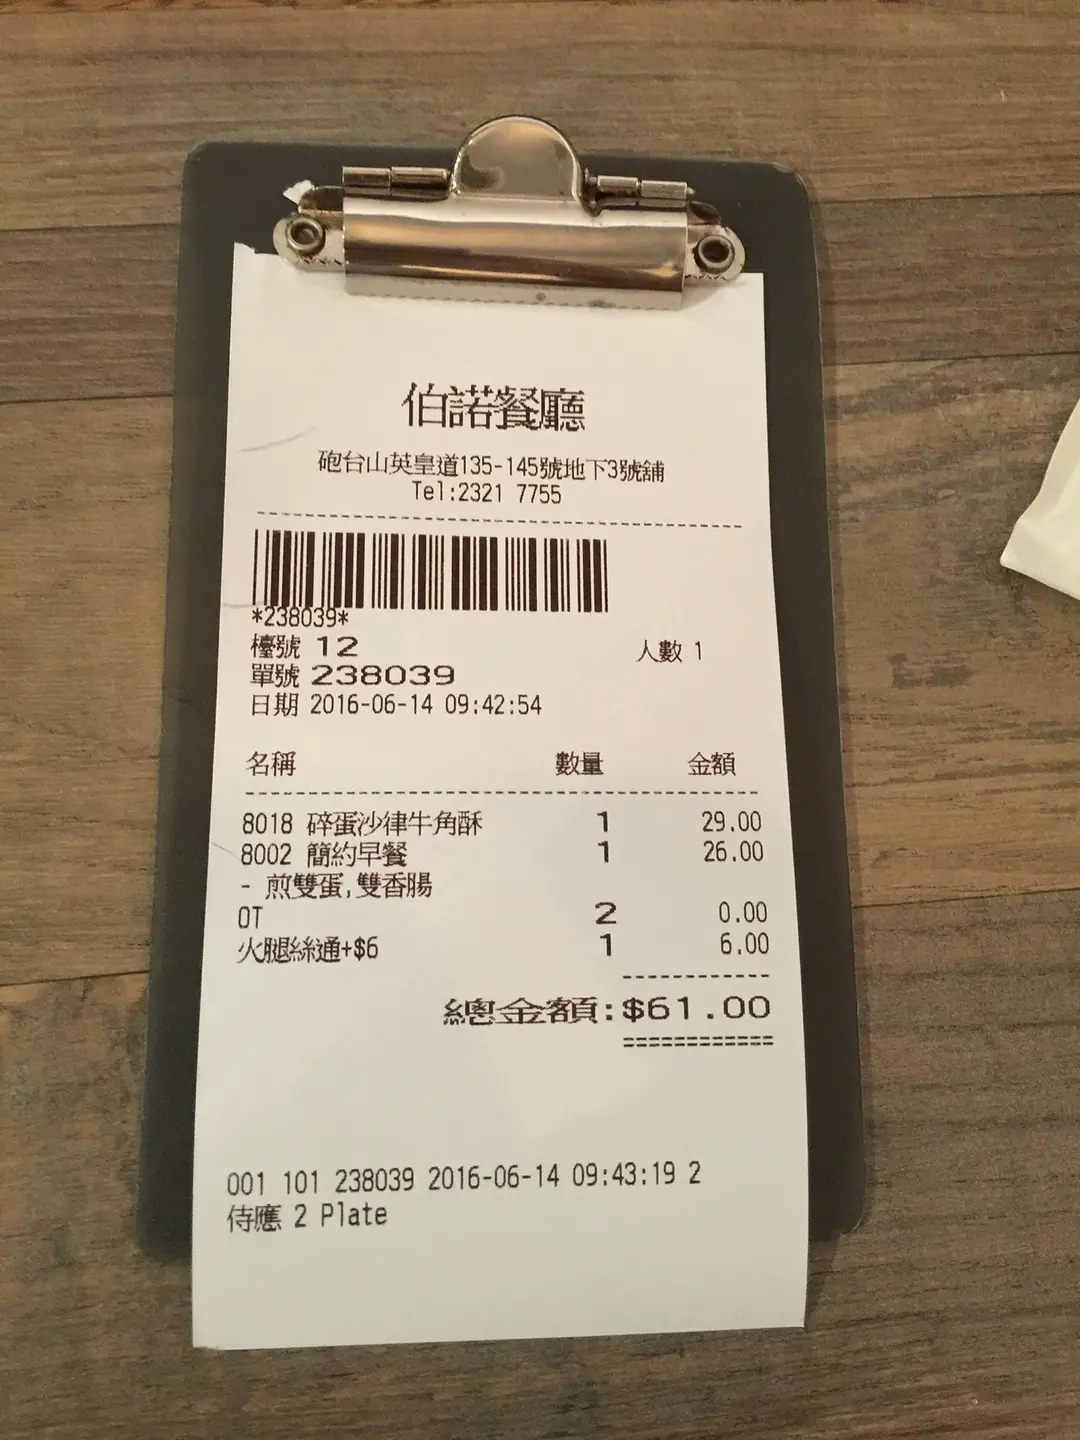 伯諾餐廳
砲台山英皇道135-145號地下3號舖
Tel:2321 7755
*238039*
檯號 12 人數 1
單號 238039
日期 2016-06-14 09:42:54
名稱 數量 金額
8018 碎蛋沙律牛角酥 1 29.00
8002 簡約早餐 1 26.00
- 煎雙蛋,雙香腸
OT 2 0.00
火腿絲通+$6 1 6.00
總金額:$61.00
001 101 238039 2016-06-14 09:43:19 2
侍應 2 Plate